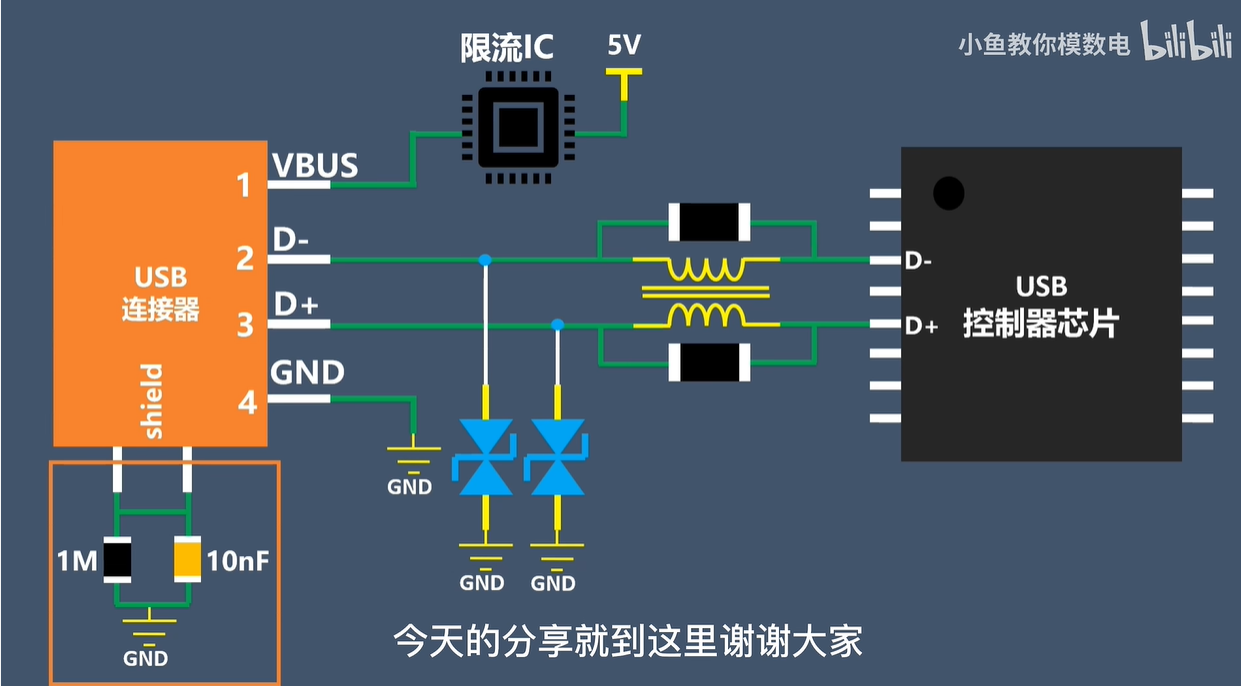 小鱼教你模数电 bilibili
限流IC
5V
VBUS
1
D-
2
USB
连接器
D+
3
GND
4
shield
D-
D+
USB
控制器芯片
GND
1M
10nF
GND
GND
GND
今天的分享就到这里谢谢大家